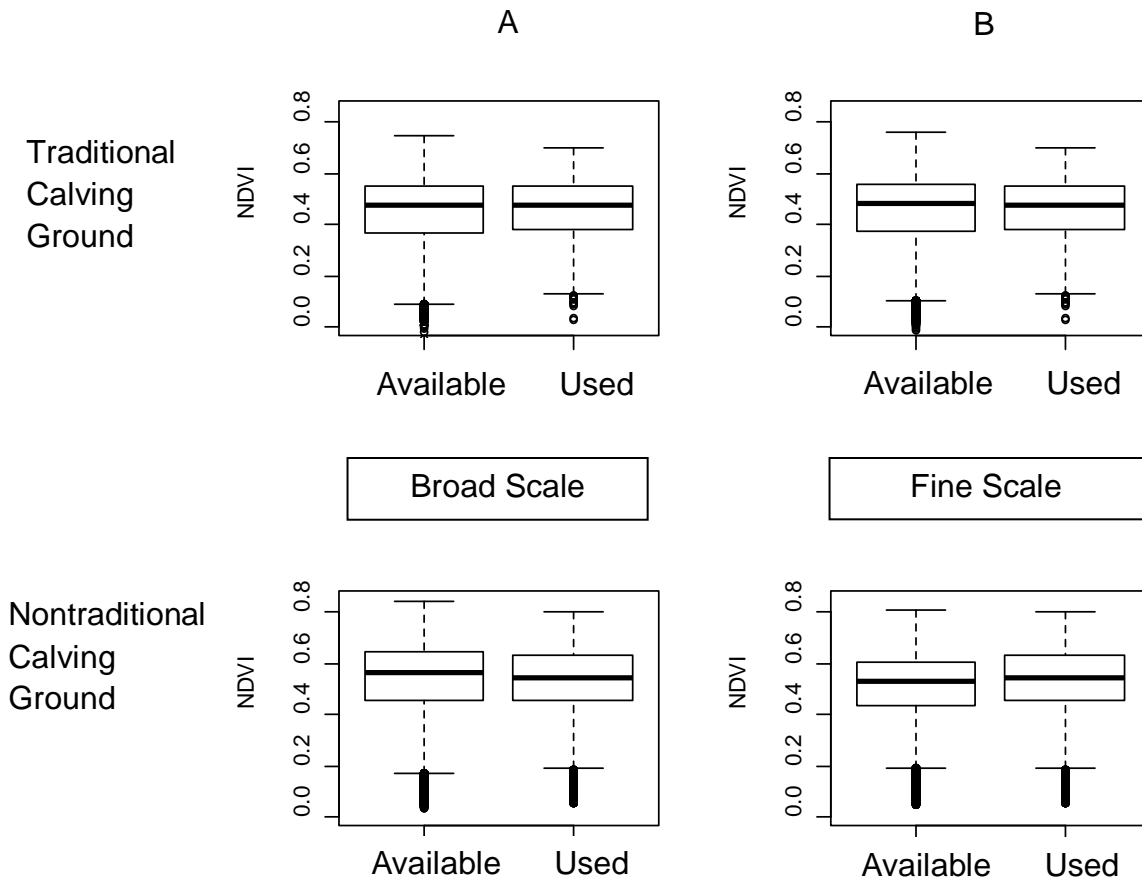 A
B
Traditional
Calving
Ground
NDVI
0.0 0.2 0.4 0.6 0.8
Available Used
NDVI
0.0 0.2 0.4 0.6 0.8
Available Used
Broad Scale
Fine Scale
Nontraditional
Calving
Ground
NDVI
0.0 0.2 0.4 0.6 0.8
Available Used
NDVI
0.0 0.2 0.4 0.6 0.8
Available Used